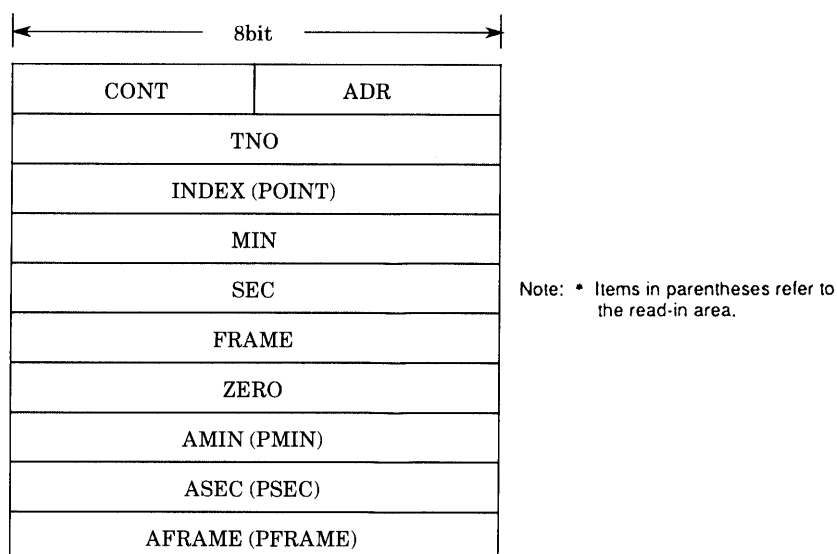 8bit
CONT ADR
TNO
INDEX (POINT)
MIN
SEC
Note: * Items in parentheses refer to
the read-in area.
FRAME
ZERO
AMIN (PMIN)
ASEC (PSEC)
AFRAME (PFRAME)